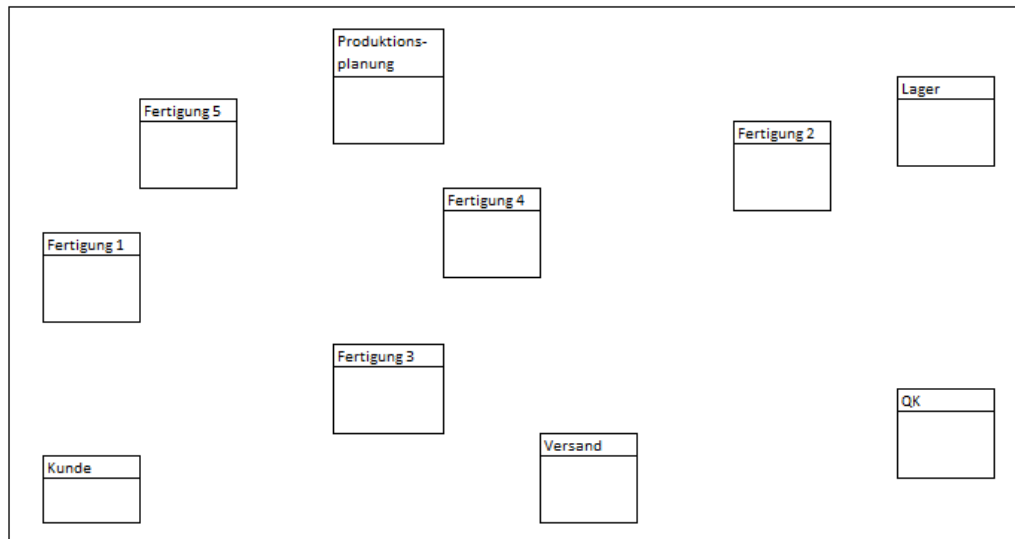 Produktions-
planung
Lager
Fertigung 5
Fertigung 2
Fertigung 4
Fertigung 1
Fertigung 3
QK
Versand
Kunde